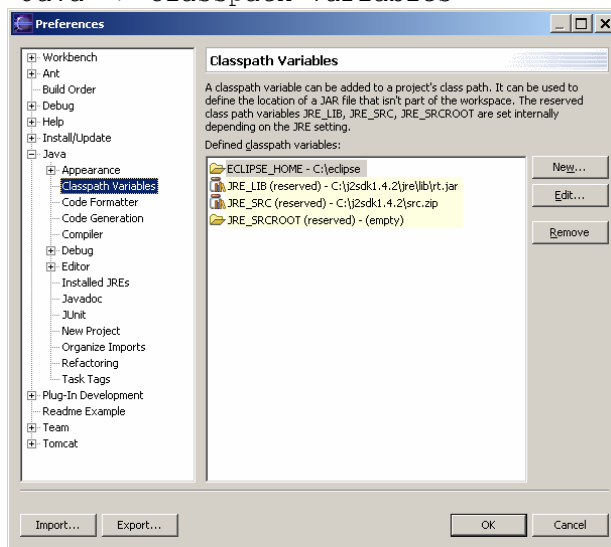 Preferences
Workbench
Ant
Build Order
Debug
Help
Install/Update
Java
Appearance
Classpath Variables
Code Formatter
Code Generation
Compiler
Debug
Editor
Installed JREs
Javadoc
JUnit
New Project
Organize Imports
Refactoring
Task Tags
Plug-In Development
Readme Example
Team
Tomcat
Classpath Variables
A classpath variable can be added to a project's class path. It can be used to
define the location of a JAR file that isn't part of the workspace. The reserved
class path variables JRE_LIB, JRE_SRC, JRE_SRCROOT are set internally
depending on the JRE setting.
Defined classpath variables:
ECLIPSE_HOME - C:\eclipse
JRE_LIB (reserved) - C:\j2sdk1.4.2\jre\lib\rt.jar
JRE_SRC (reserved) - C:\j2sdk1.4.2\src.zip
JRE_SRCROOT (reserved) - (empty)
New...
Edit...
Remove
Import...
Export...
OK
Cancel